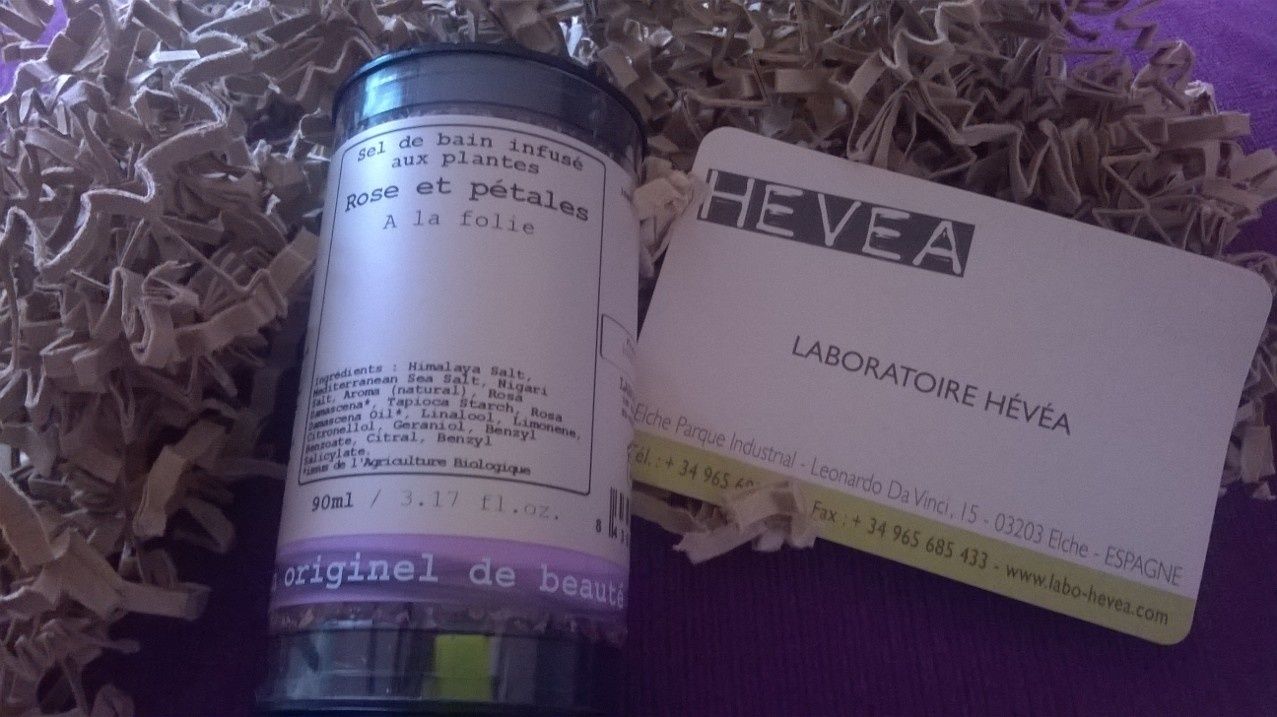 Sel de bain infusé
aux plantes
Rose et pétales
A la folie
Ingrédients : Himalaya Salt,
Mediterranean Sea Salt, Nigari
Salt, Aroma (natural), Rosa
Damascena*, Tapioca Starch, Rosa
Damascena Oil*, Linalool, Limonene,
Citronellol, Geraniol, Benzyl
Benzoate, Citral, Benzyl
Salicylate.
*issus de l'Agriculture Biologique
90ml / 3.17 fl.oz.
originel de beauté
HEVEA
LABORATOIRE HÉVÉA
Elche Parque Industrial - Leonardo Da Vinci, 15 - 03203 Elche - ESPAGNE
Tél. : + 34 965 Fax : + 34 965 685 433 - www.labo-hevea.com